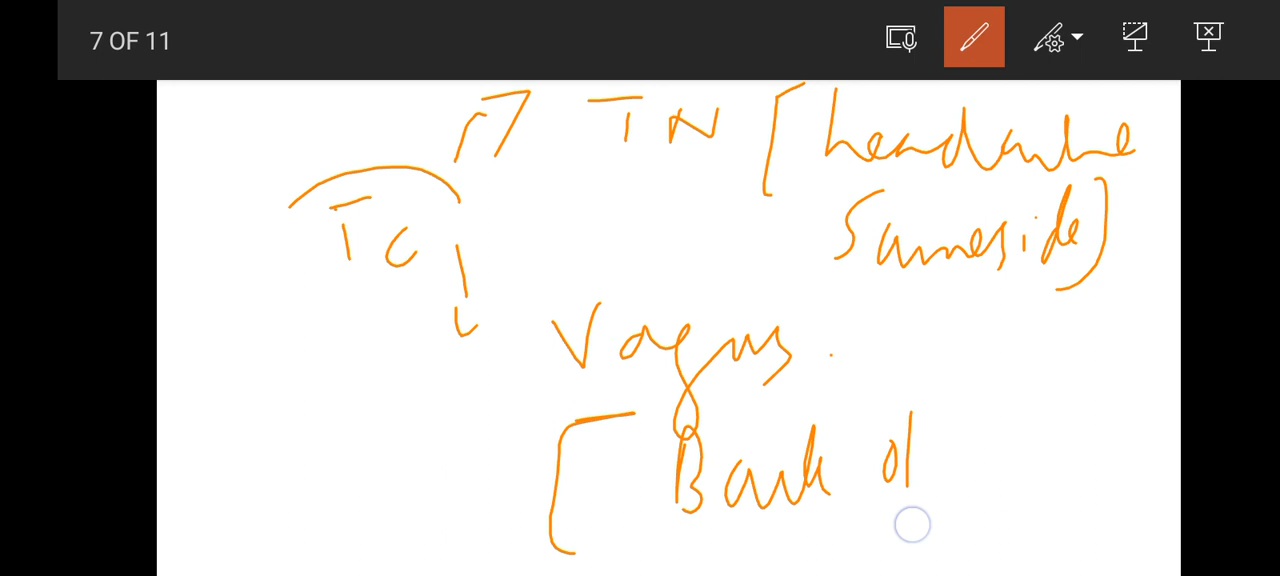 7 OF 11
TN [headache
Sameside]
TC
Vagus.
[ Back of